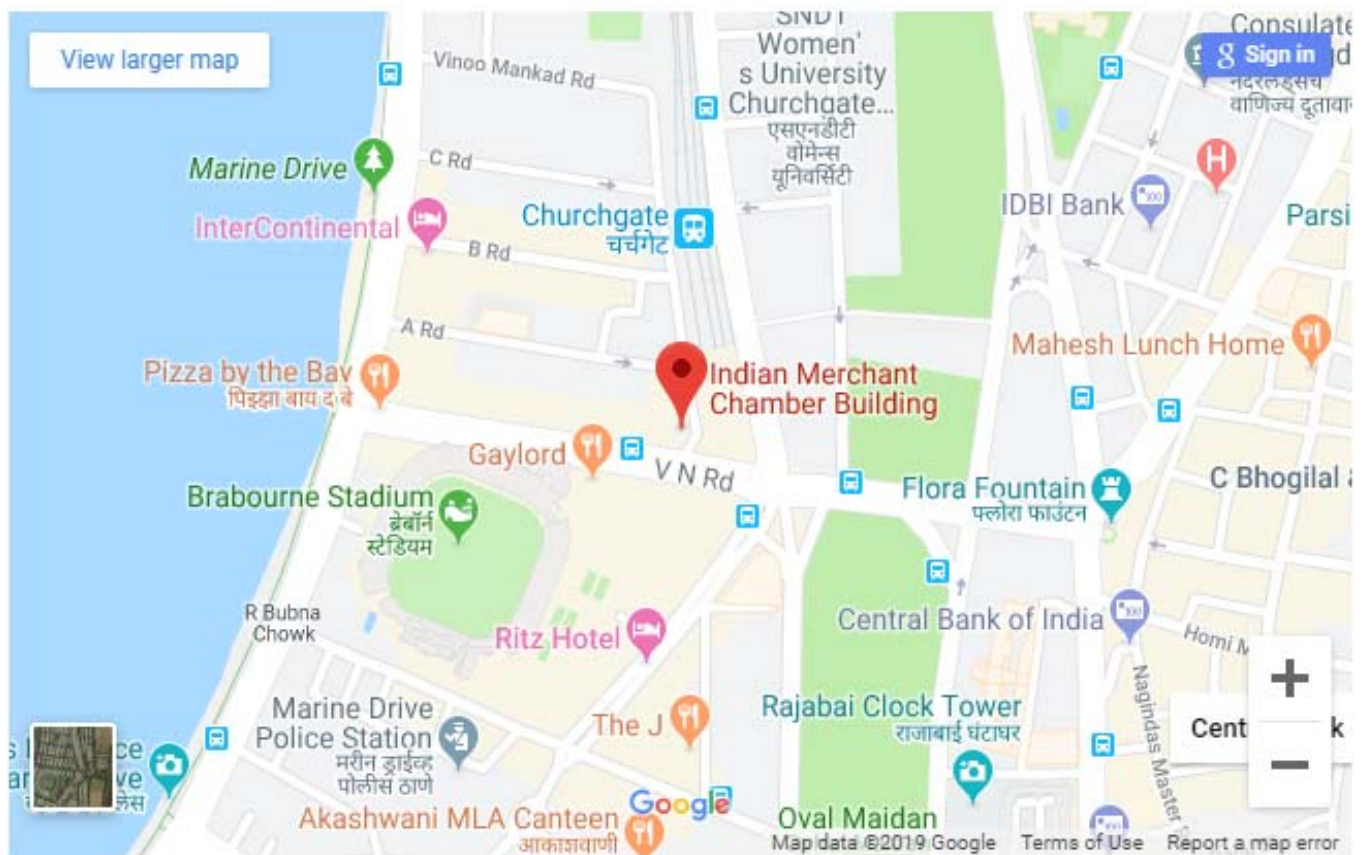 View larger map
Sign in
Vinoo Mankad Rd
SNDT
Women'
s University
Churchgate...
एसएनडीटी
वोमेन्स
यूनिवर्सिटी
Consulate
नेदरलँड्सचे
वाणिज्य दूतावा
Marine Drive
C Rd
InterContinental
Churchgate
चर्चगेट
B Rd
IDBI Bank
H
Parsi
A Rd
Pizza by the Bay
पिझ्झा बाय द बे
Indian Merchant
Chamber Building
Mahesh Lunch Home
Gaylord
V N Rd
Flora Fountain
फ्लोरा फाउंटन
C Bhogilal &
Brabourne Stadium
ब्रेबॉर्न
स्टेडियम
R Bubna
Chowk
Ritz Hotel
Central Bank of India
Homi M
Nagindas Master
Marine Drive
Police Station
मरीन ड्राईव्ह
पोलीस ठाणे
The J
Rajabai Clock Tower
राजाबाई घंटाघर
Cent
k
Akashwani MLA Canteen
आकाशवाणी
Google
Oval Maidan
Map data ©2019 Google
Terms of Use
Report a map error